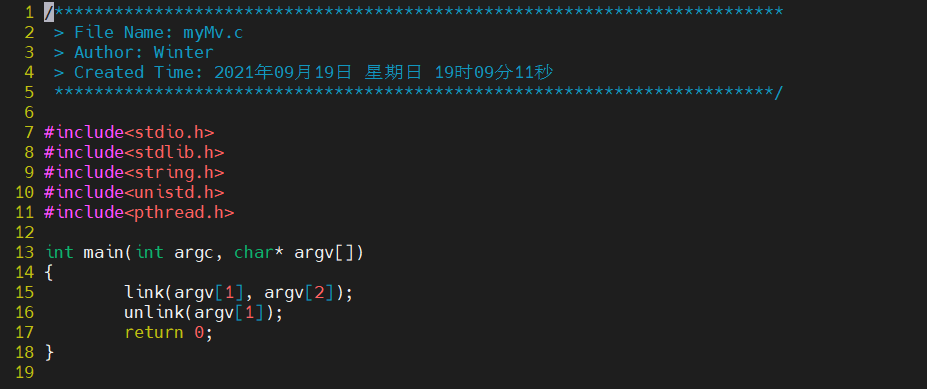 1 /*************************************************************************
2  > File Name: myMv.c
3  > Author: Winter
4  > Created Time: 2021年09月19日 星期日 19时09分11秒
5  ************************************************************************/
6
7 #include<stdio.h>
8 #include<stdlib.h>
9 #include<string.h>
10 #include<unistd.h>
11 #include<pthread.h>
12
13 int main(int argc, char* argv[])
14 {
15         link(argv[1], argv[2]);
16         unlink(argv[1]);
17         return 0;
18 }
19